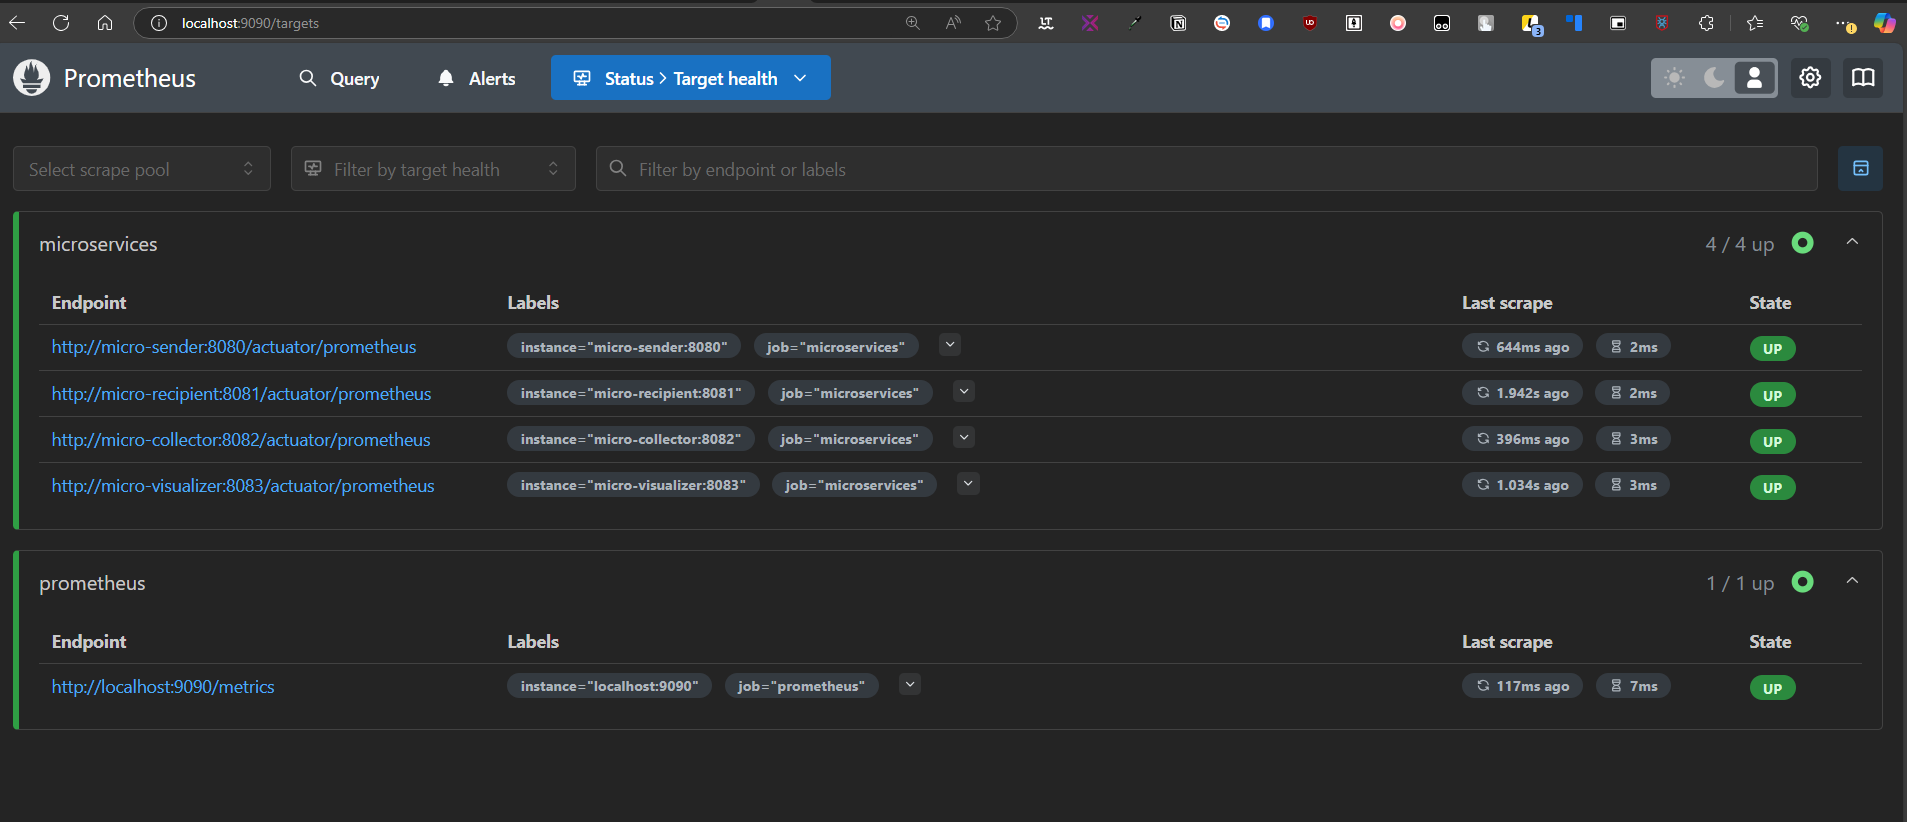 localhost:9090/targets
Prometheus Query Alerts Status > Target health
Select scrape pool Filter by target health Filter by endpoint or labels
microservices 4 / 4 up
Endpoint Labels Last scrape State
http://micro-sender:8080/actuator/prometheus instance="micro-sender:8080" job="microservices" 644ms ago 2ms UP
http://micro-recipient:8081/actuator/prometheus instance="micro-recipient:8081" job="microservices" 1.942s ago 2ms UP
http://micro-collector:8082/actuator/prometheus instance="micro-collector:8082" job="microservices" 396ms ago 3ms UP
http://micro-visualizer:8083/actuator/prometheus instance="micro-visualizer:8083" job="microservices" 1.034s ago 3ms UP
prometheus 1 / 1 up
Endpoint Labels Last scrape State
http://localhost:9090/metrics instance="localhost:9090" job="prometheus" 117ms ago 7ms UP